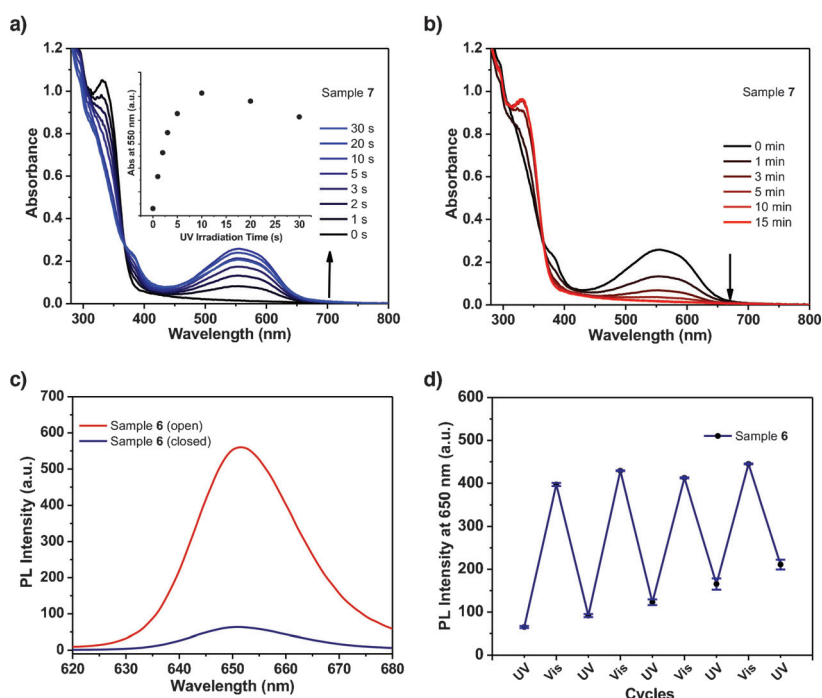 a)
1.2
1.0
0.8
0.6
0.4
0.2
0.0
Absorbance
300 400 500 600 700 800
Wavelength (nm)
Abs at 550 nm (a.u.)
0 5 10 15 20 25 30
UV Irradiation Time (s)
Sample 7
30 s
20 s
10 s
5 s
3 s
2 s
1 s
0 s
b)
1.2
1.0
0.8
0.6
0.4
0.2
0.0
Absorbance
300 400 500 600 700 800
Wavelength (nm)
Sample 7
0 min
1 min
3 min
5 min
10 min
15 min
c)
700
600
500
400
300
200
100
0
PL Intensity (a.u.)
620 630 640 650 660 670 680
Wavelength (nm)
Sample 6 (open)
Sample 6 (closed)
d)
600
500
400
300
200
100
0
PL Intensity at 650 nm (a.u.)
UV Vis UV Vis UV Vis UV Vis UV
Cycles
Sample 6